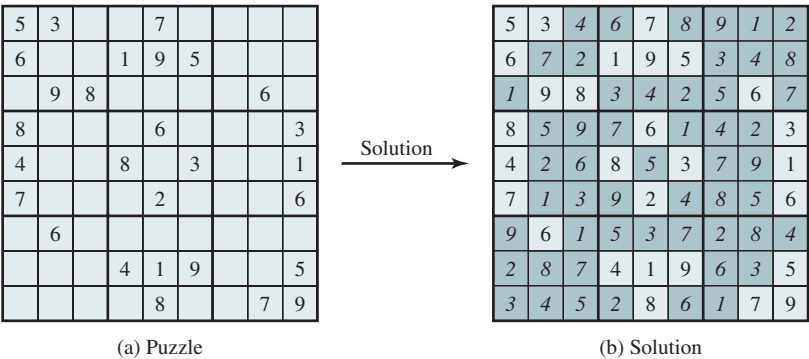 5 3 7
6 1 9 5
9 8 6
8 6 3
4 8 3 1
7 2 6
6
4 1 9 5
8 7 9
(a) Puzzle
Solution
5 3 4 6 7 8 9 1 2
6 7 2 1 9 5 3 4 8
1 9 8 3 4 2 5 6 7
8 5 9 7 6 1 4 2 3
4 2 6 8 5 3 7 9 1
7 1 3 9 2 4 8 5 6
9 6 1 5 3 7 2 8 4
2 8 7 4 1 9 6 3 5
3 4 5 2 8 6 1 7 9
(b) Solution